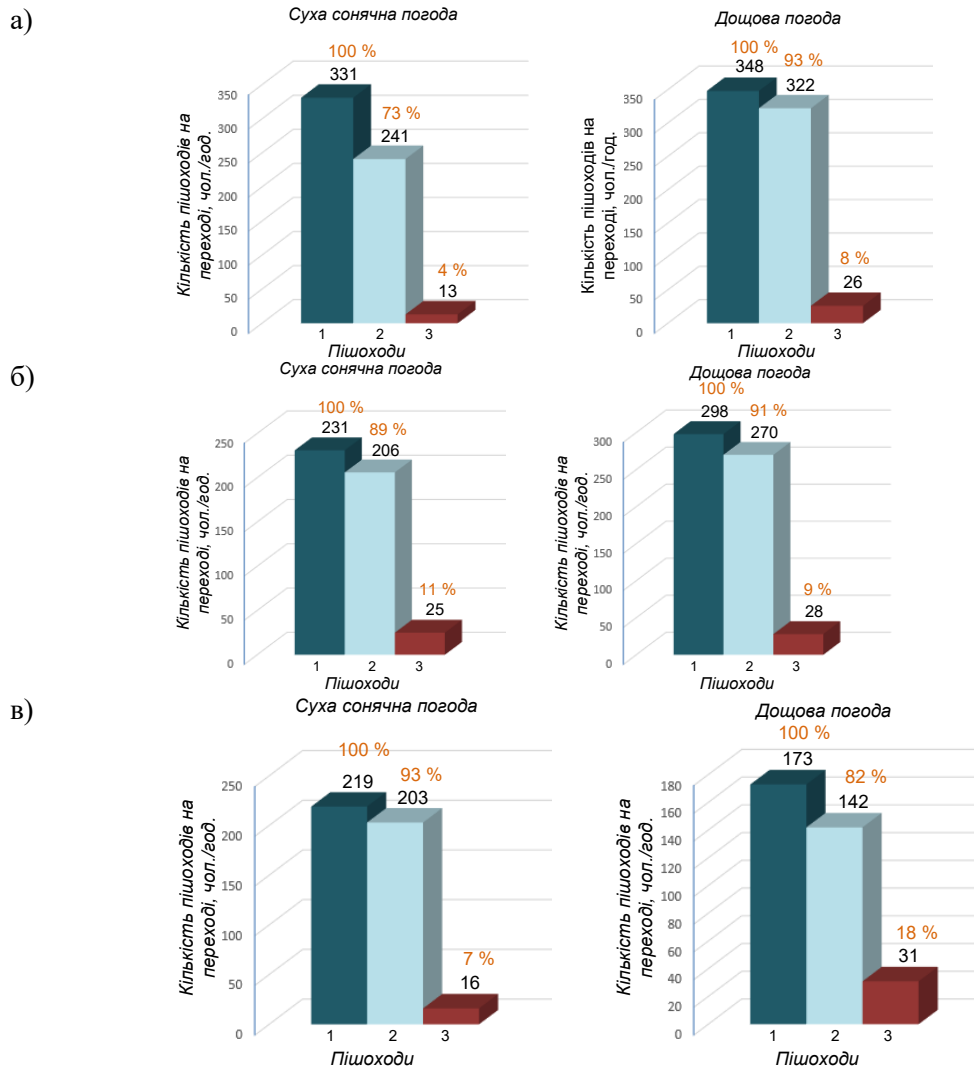 а)
Суха сонячна погода
100 %
331
73 %
241
4 %
13
350
300
250
200
150
100
50
0
Кількість пішоходів на
переході, чол./год.
1 2 3
Пішоходи
Дощова погода
100 %
348
93 %
322
8 %
26
350
300
250
200
150
100
50
0
Кількість пішоходів на
переході, чол./год.
1 2 3
Пішоходи
б)
Суха сонячна погода
100 %
231
89 %
206
11 %
25
250
200
150
100
50
0
Кількість пішоходів на
переході, чол./год.
1 2 3
Пішоходи
Дощова погода
100 %
298
91 %
270
9 %
28
300
250
200
150
100
50
0
Кількість пішоходів на
переході, чол./год.
1 2 3
Пішоходи
в)
Суха сонячна погода
100 %
219
93 %
203
7 %
16
250
200
150
100
50
0
Кількість пішоходів на
переході, чол./год.
1 2 3
Пішоходи
Дощова погода
100 %
173
82 %
142
18 %
31
180
160
140
120
100
80
60
40
20
0
Кількість пішоходів на
переході, чол./год.
1 2 3
Пішоходи